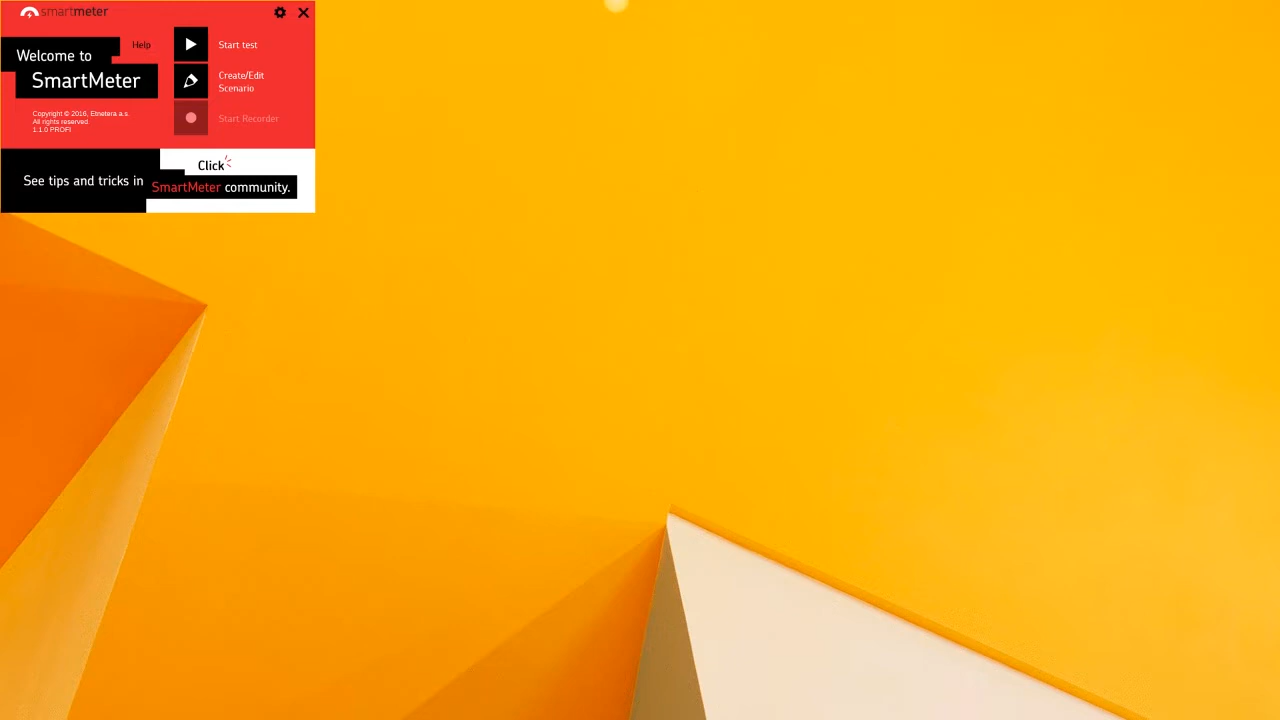 smartmeter
Welcome to
SmartMeter
Help
Copyright © 2016, Etnetera a.s.
All rights reserved
1.1.0 PROFI
Start test
Create/Edit
Scenario
Start Recorder
See tips and tricks in
Click
SmartMeter community.